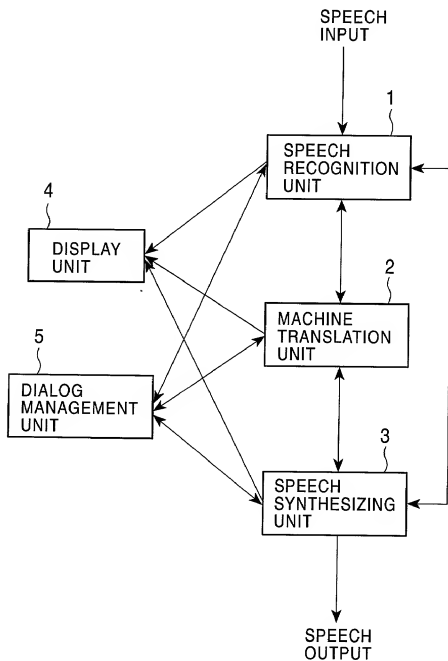 SPEECH
INPUT
1
SPEECH
RECOGNITION
UNIT
4
DISPLAY
UNIT
2
MACHINE
TRANSLATION
UNIT
5
DIALOG
MANAGEMENT
UNIT
3
SPEECH
SYNTHESIZING
UNIT
SPEECH
OUTPUT